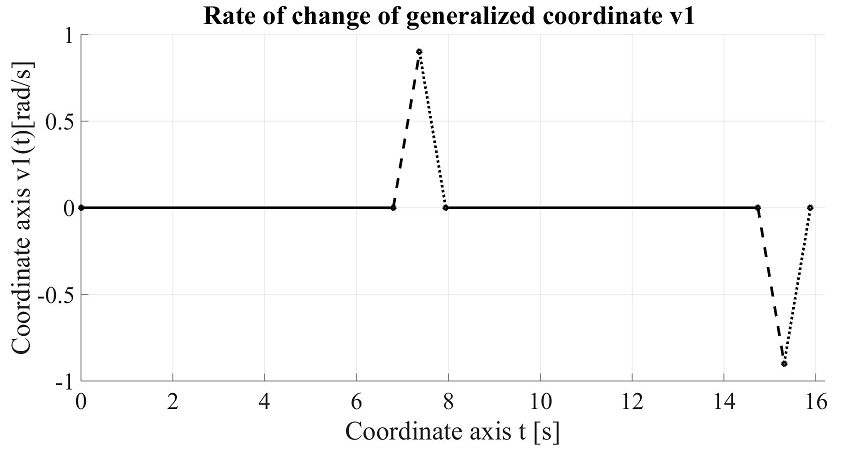 Rate of change of generalized coordinate v1
Coordinate axis v1(t)[rad/s]
1
0.5
0
-0.5
-1
0 2 4 6 8 10 12 14 16
Coordinate axis t [s]